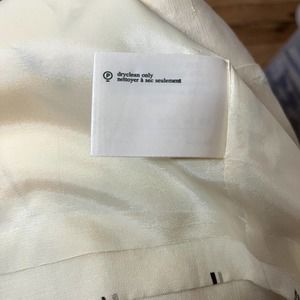 P
dryclean only
nettoyer à sec seulement